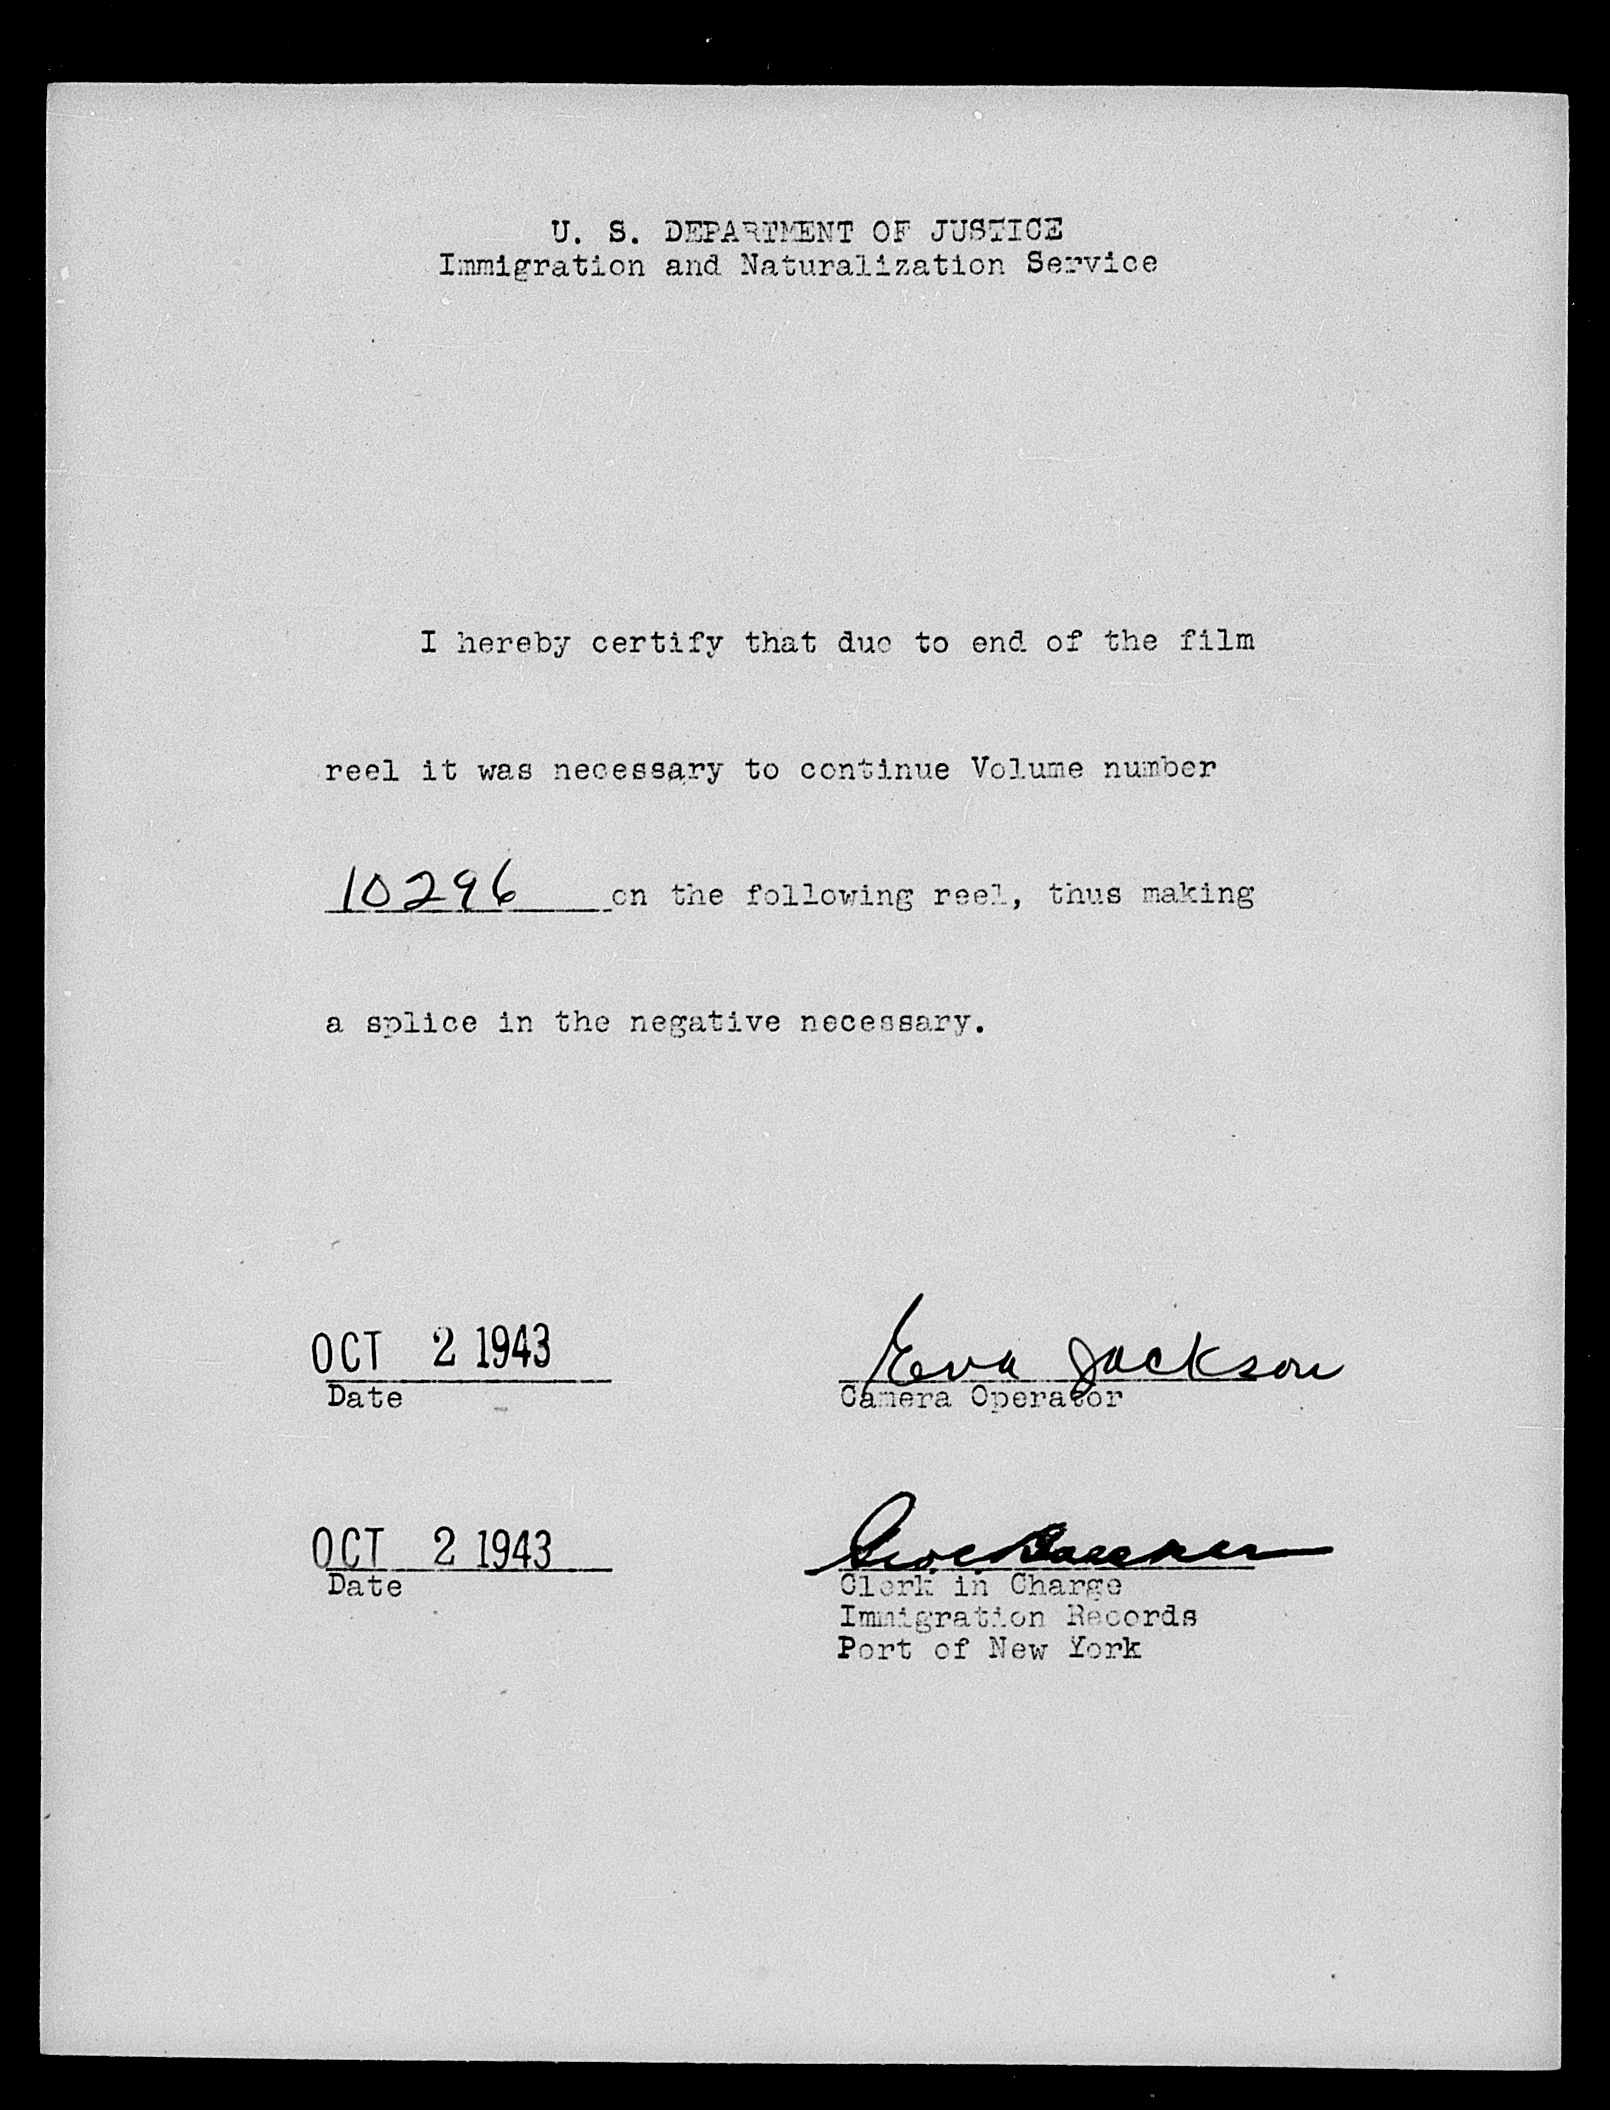 U. S. DEPARTMENT OF JUSTICE
Immigration and Naturalization Service
I hereby certify that due to end of the film
reel it was necessary to continue Volume number
10296 on the following reel, thus making
a splice in the negative necessary.
OCT 2 1943
Date
Eva Jackson
Camera Operator
OCT 2 1943
Date
Geo. C.
Clerk in Charge
Immigration Records
Port of New York